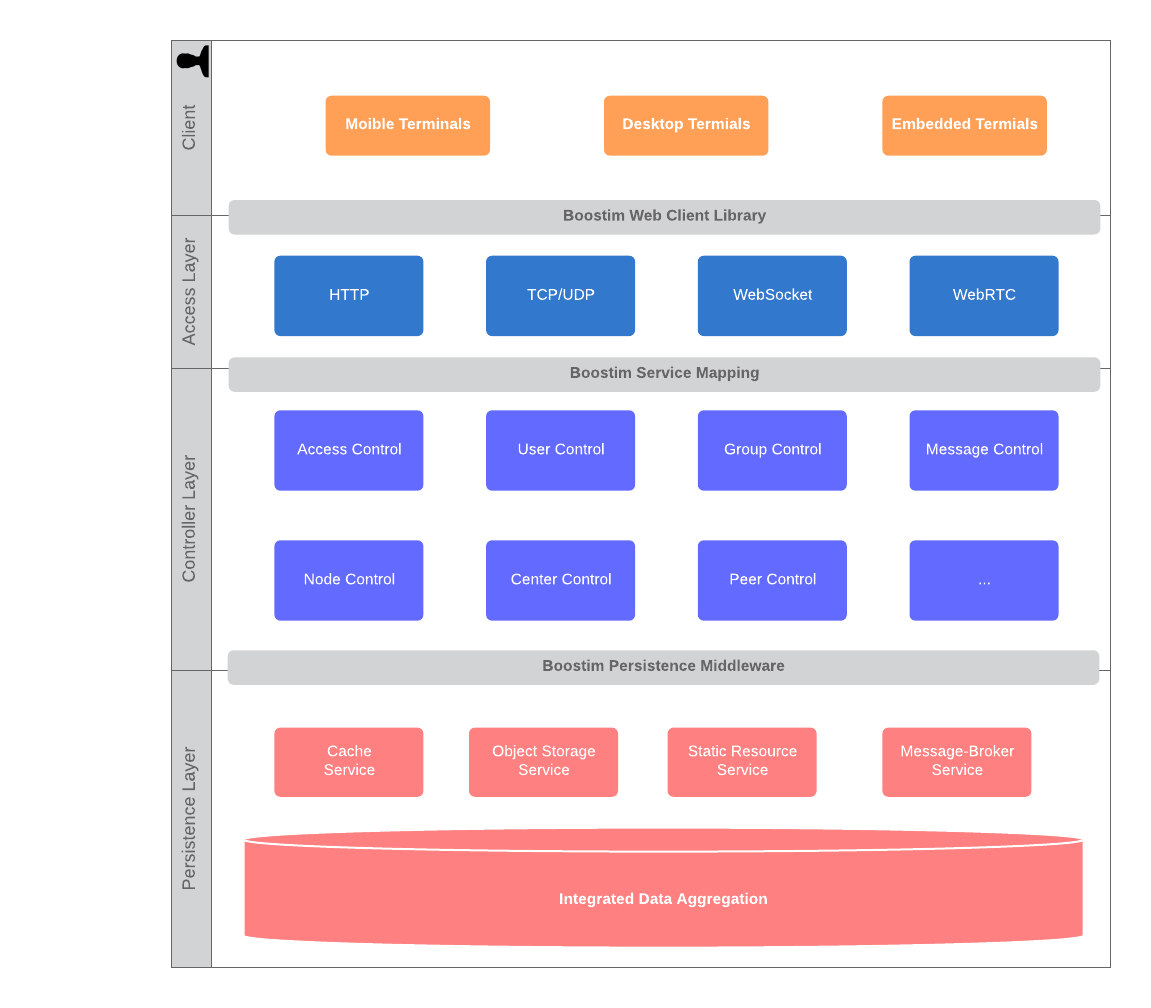 Client
Moible Terminals
Desktop Termials
Embedded Termials
Boostim Web Client Library
Access Layer
HTTP
TCP/UDP
WebSocket
WebRTC
Boostim Service Mapping
Controller Layer
Access Control
User Control
Group Control
Message Control
Node Control
Center Control
Peer Control
...
Boostim Persistence Middleware
Persistence Layer
Cache
Service
Object Storage
Service
Static Resource
Service
Message-Broker
Service
Integrated Data Aggregation